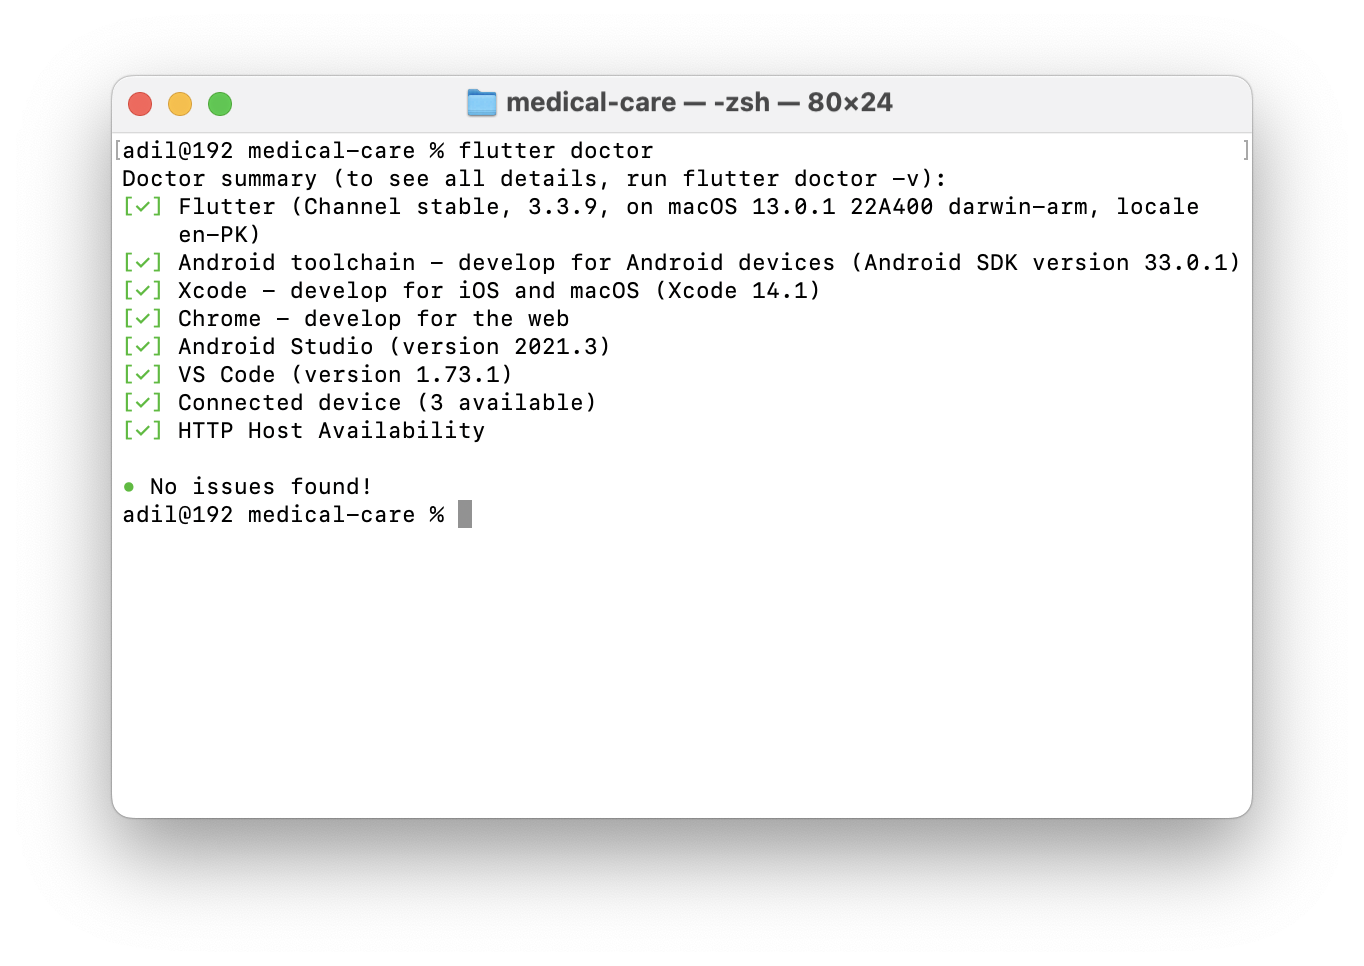 medical-care — -zsh — 80×24
[adil@192 medical-care % flutter doctor ]
Doctor summary (to see all details, run flutter doctor -v):
[✓] Flutter (Channel stable, 3.3.9, on macOS 13.0.1 22A400 darwin-arm, locale
en-PK)
[✓] Android toolchain - develop for Android devices (Android SDK version 33.0.1)
[✓] Xcode - develop for iOS and macOS (Xcode 14.1)
[✓] Chrome - develop for the web
[✓] Android Studio (version 2021.3)
[✓] VS Code (version 1.73.1)
[✓] Connected device (3 available)
[✓] HTTP Host Availability
• No issues found!
adil@192 medical-care %